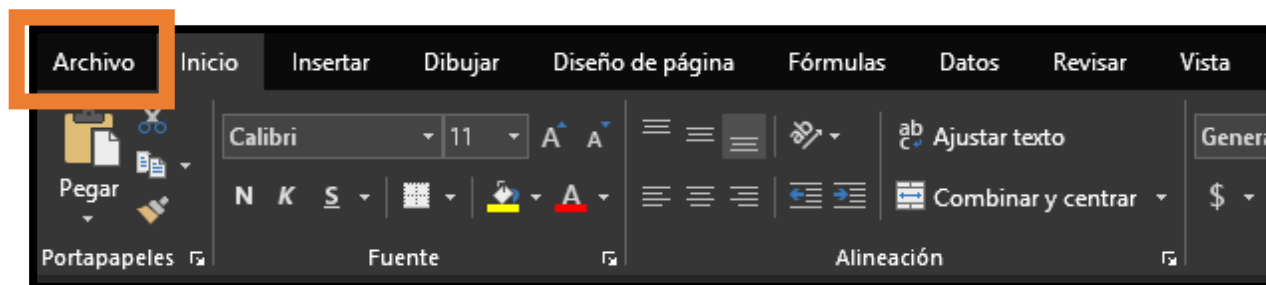 Archivo Inicio Insertar Dibujar Diseño de página Fórmulas Datos Revisar Vista
Calibri 11 A A ab c Ajustar texto Genera
Pegar N K S A Combinar y centrar $
Portapapeles Fuente Alineación